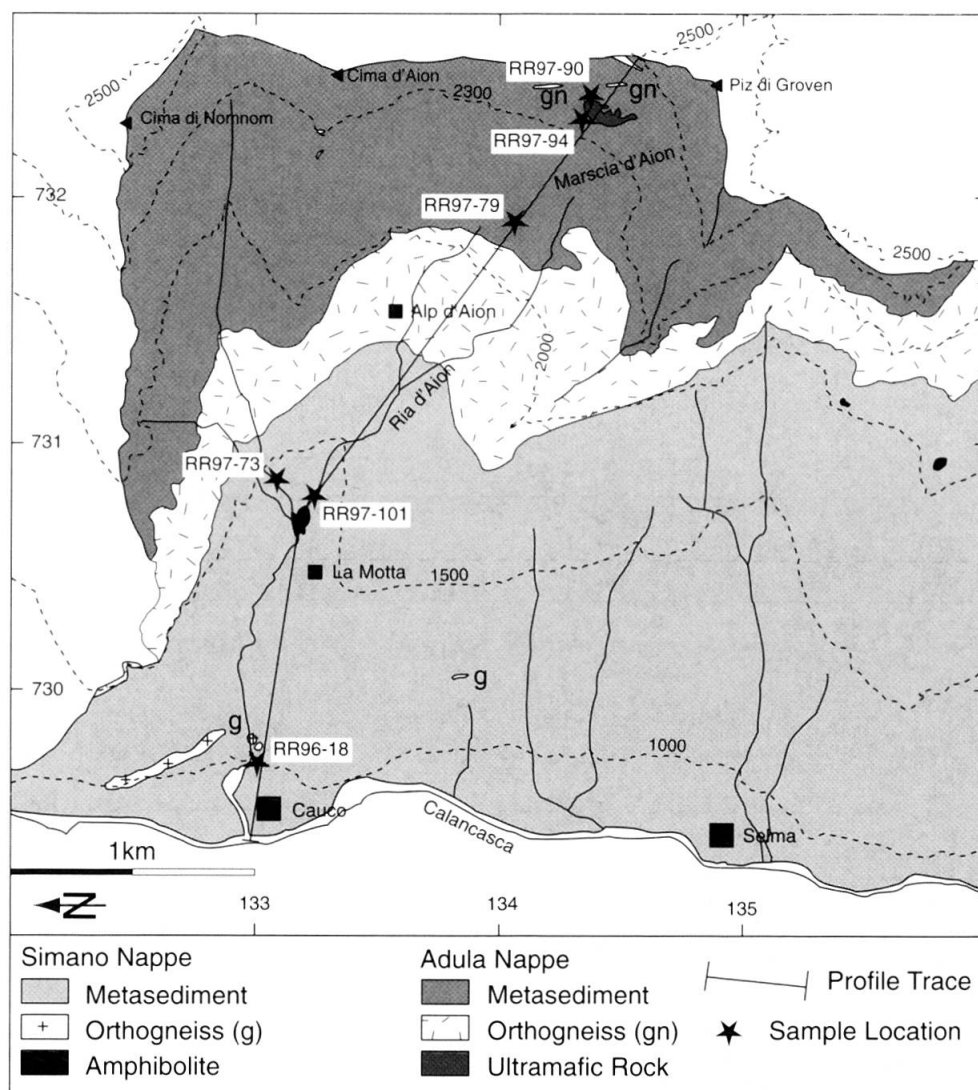 2500
Cima d'Aion
RR97-90
2500
2300
gn
gn
Piz di Groven
Cima di Nomnom
RR97-94
Marscia d'Aion
732
RR97-79
2500
Alp d'Aion
2000
Ria d'Aion
731
RR97-73
RR97-101
La Motta
1500
730
g
g
RR96-18
1000
Cauco
Calancasca
Selma
1km
N
133
134
135
Simano Nappe
Metasediment
+ Orthogneiss (g)
Amphibolite
Adula Nappe
Metasediment
Orthogneiss (gn)
Ultramafic Rock
Profile Trace
Sample Location